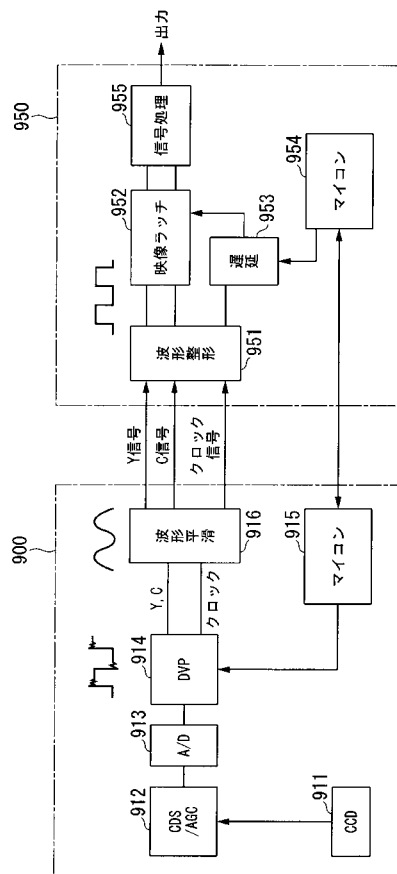 900
911
CCD
912
CDS
/AGC
913
A/D
914
DVP
Y, C
クロック
波形平滑
916
915
マイコン
Y信号
C信号
クロック
信号
950
波形整形
951
952
映像ラッチ
953
遅延
954
マイコン
955
信号処理
出力